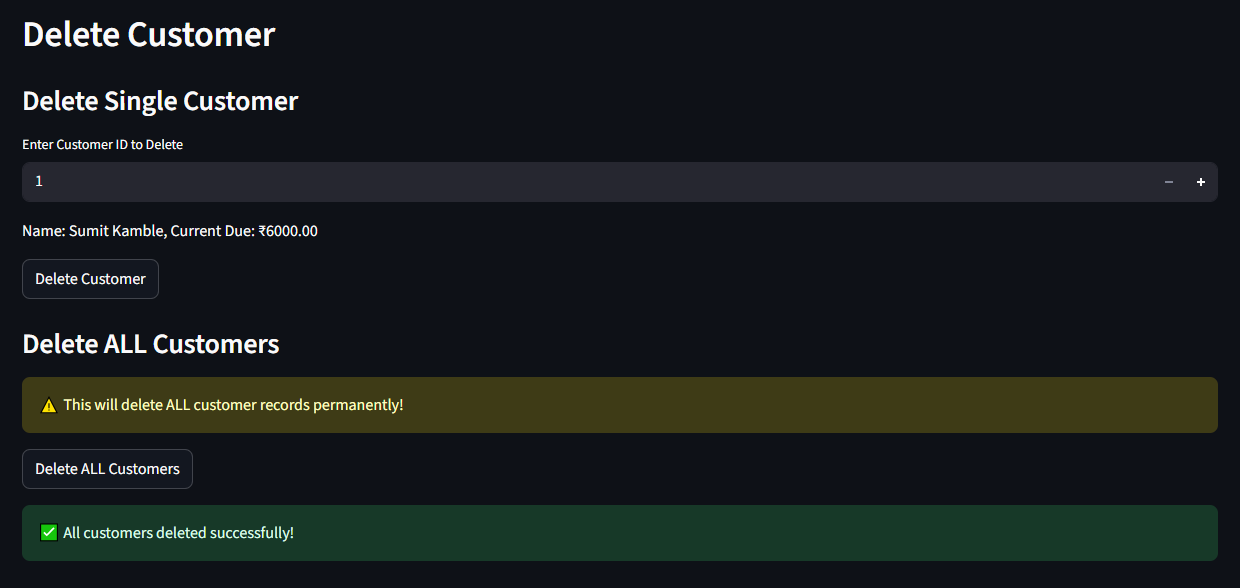 Delete Customer
Delete Single Customer
Enter Customer ID to Delete
1
Name: Sumit Kamble, Current Due: ₹6000.00
Delete Customer
Delete ALL Customers
⚠️ This will delete ALL customer records permanently!
Delete ALL Customers
✅ All customers deleted successfully!